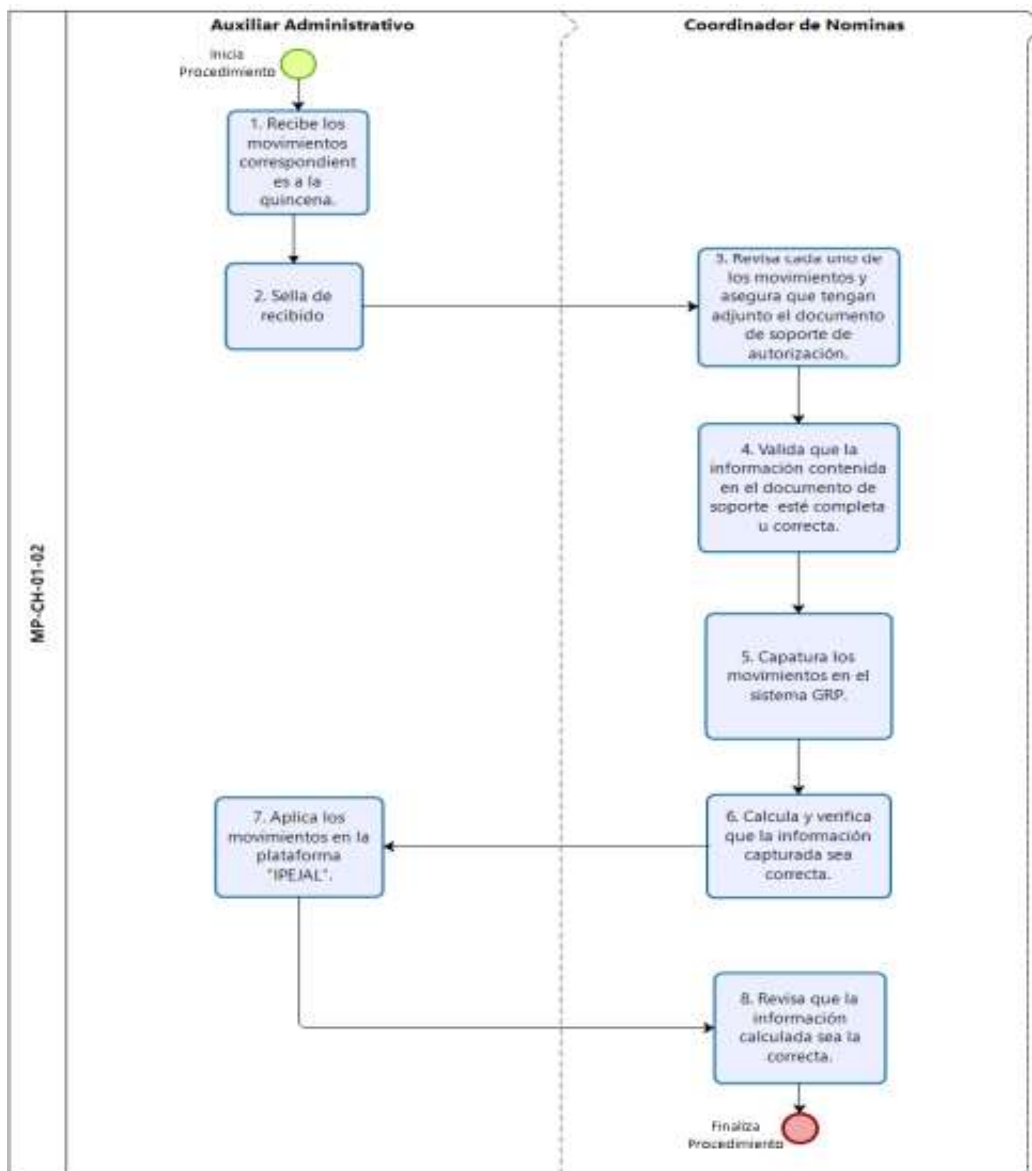 Auxiliar Administrativo
Coordinador de Nominas
MP-CH-01-02
Inicia
Procedimiento
1. Recibe los
movimientos
correspondient
es a la
quincena.
2. Sella de
recibido
3. Revisa cada uno de
los movimientos y
asegura que tengan
adjunto el documento
de soporte de
autorización.
4. Valida que la
información contenida
en el documento de
soporte esté completa
u correcta.
5. Capatura los
movimientos en el
sistema GRP.
6. Calcula y verifica
que la información
capturada sea
correcta.
7. Aplica los
movimientos en la
plataforma
"IPEJAL".
8. Revisa que la
información
calculada sea la
correcta.
Finaliza
Procedimiento